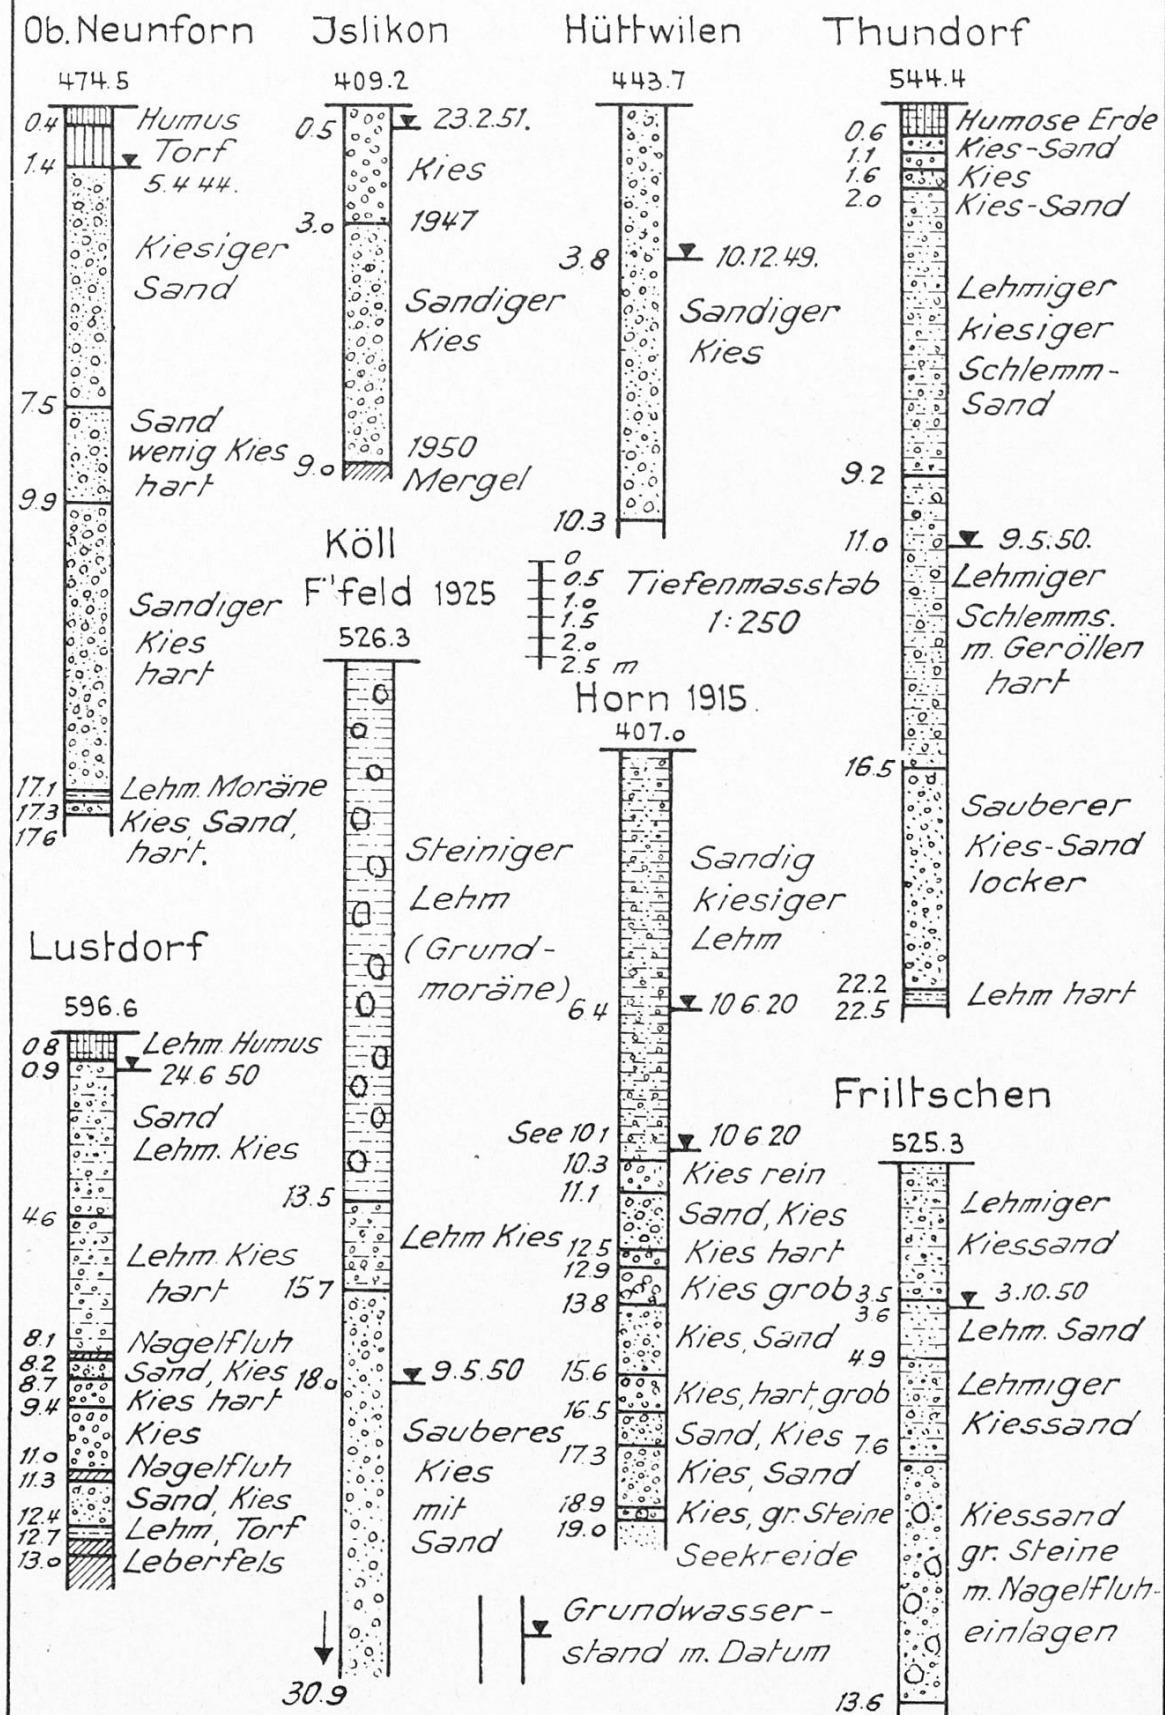 Ob. Neunforn
474.5
0.4
Humus
Torf
1.4
5.4 44.
Kiesiger
Sand
7.5
Sand
wenig Kies
hart
9.9
Sandiger
Kies
hart
17.1
Lehm. Moräne
17.3
Kies, Sand,
17.6
hart.
Lustdorf
596.6
0.8
Lehm. Humus
0.9
24.6 50
Sand
Lehm. Kies
4.6
Lehm. Kies
hart
8.1
Nagelfluh
8.2
Sand, Kies
8.7
Kies hart
9.4
Kies
11.0
Nagelfluh
11.3
Sand, Kies
12.4
Lehm, Torf
12.7
Leberfels
13.0
Islikon
409.2
0.5
23.2.51.
Kies
3.0
1947
Sandiger
Kies
1950
9.0
Mergel
Köll
F'feld 1925
526.3
Steiniger
Lehm
(Grund-
moräne)
13.5
Lehm Kies
15 7
18.0
9.5.50
Sauberes
Kies
mit
Sand
30.9
Hüttwilen
443.7
3.8
10.12.49.
Sandiger
Kies
10.3
0
0.5
1.0
1.5
2.0
2.5 m
Tiefenmasstab
1:250
Horn 1915.
407.0
Sandig
kiesiger
Lehm
6 4
10 6 20
See 10 1
10 6 20
10.3
Kies rein
11.1
Sand, Kies
12.5
Kies hart
12.9
Kies grob
13.8
Kies, Sand
15.6
Kies, hart, grob
16.5
Sand, Kies
17.3
Kies, Sand
18.9
Kies, gr. Steine
19.0
Seekreide
Grundwasser-
stand m. Datum
Thundorf
544.4
Humose Erde
0.6
Kies-Sand
1.1
Kies
1.6
Kies-Sand
2.0
Lehmiger
kiesiger
Schlemm-
Sand
9.2
11.0
9.5.50.
Lehmiger
Schlemms.
m. Geröllen
hart
16.5
Sauberer
Kies-Sand
locker
22.2
Lehm hart
22.5
Friltschen
525.3
Lehmiger
Kiessand
3.5
3.10.50
3.6
Lehm. Sand
4.9
Lehmiger
Kiessand
7.6
Kiessand
gr. Steine
m. Nagelfluh-
einlagen
13.6